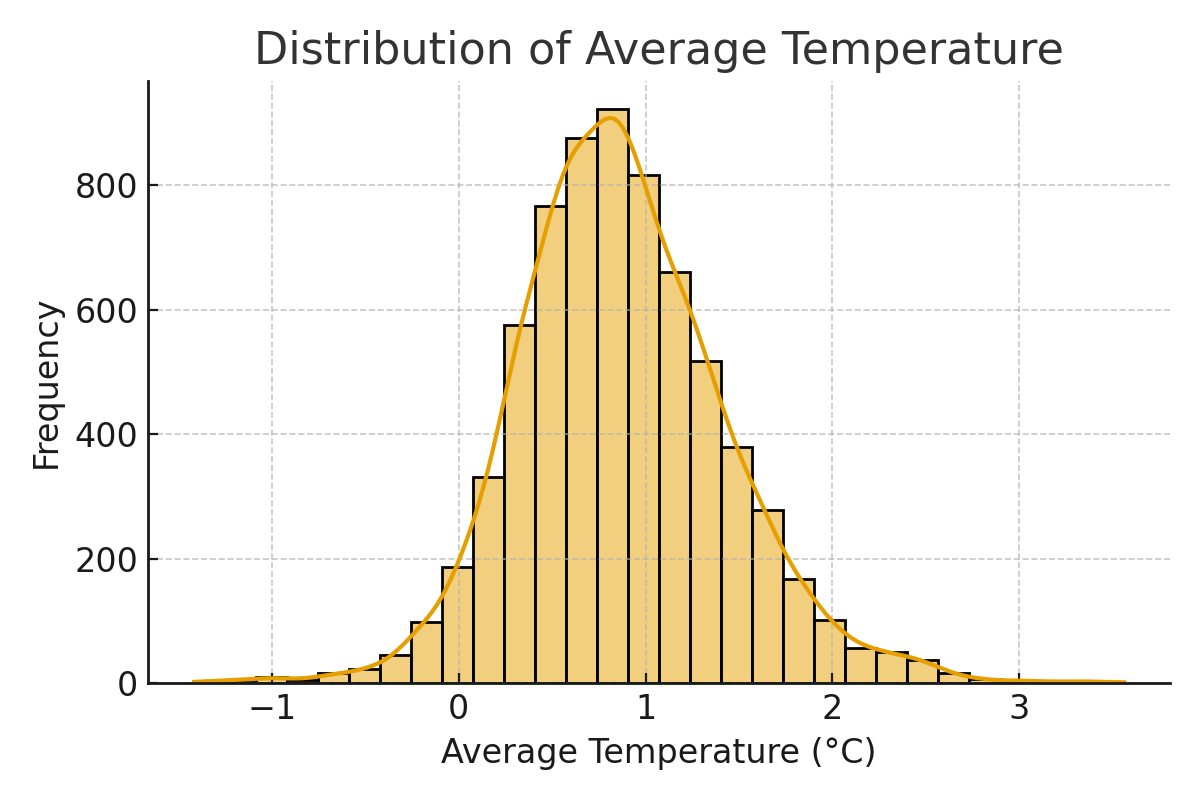 Distribution of Average Temperature
800
600
400
200
0
Frequency
−1 0 1 2 3
Average Temperature (°C)